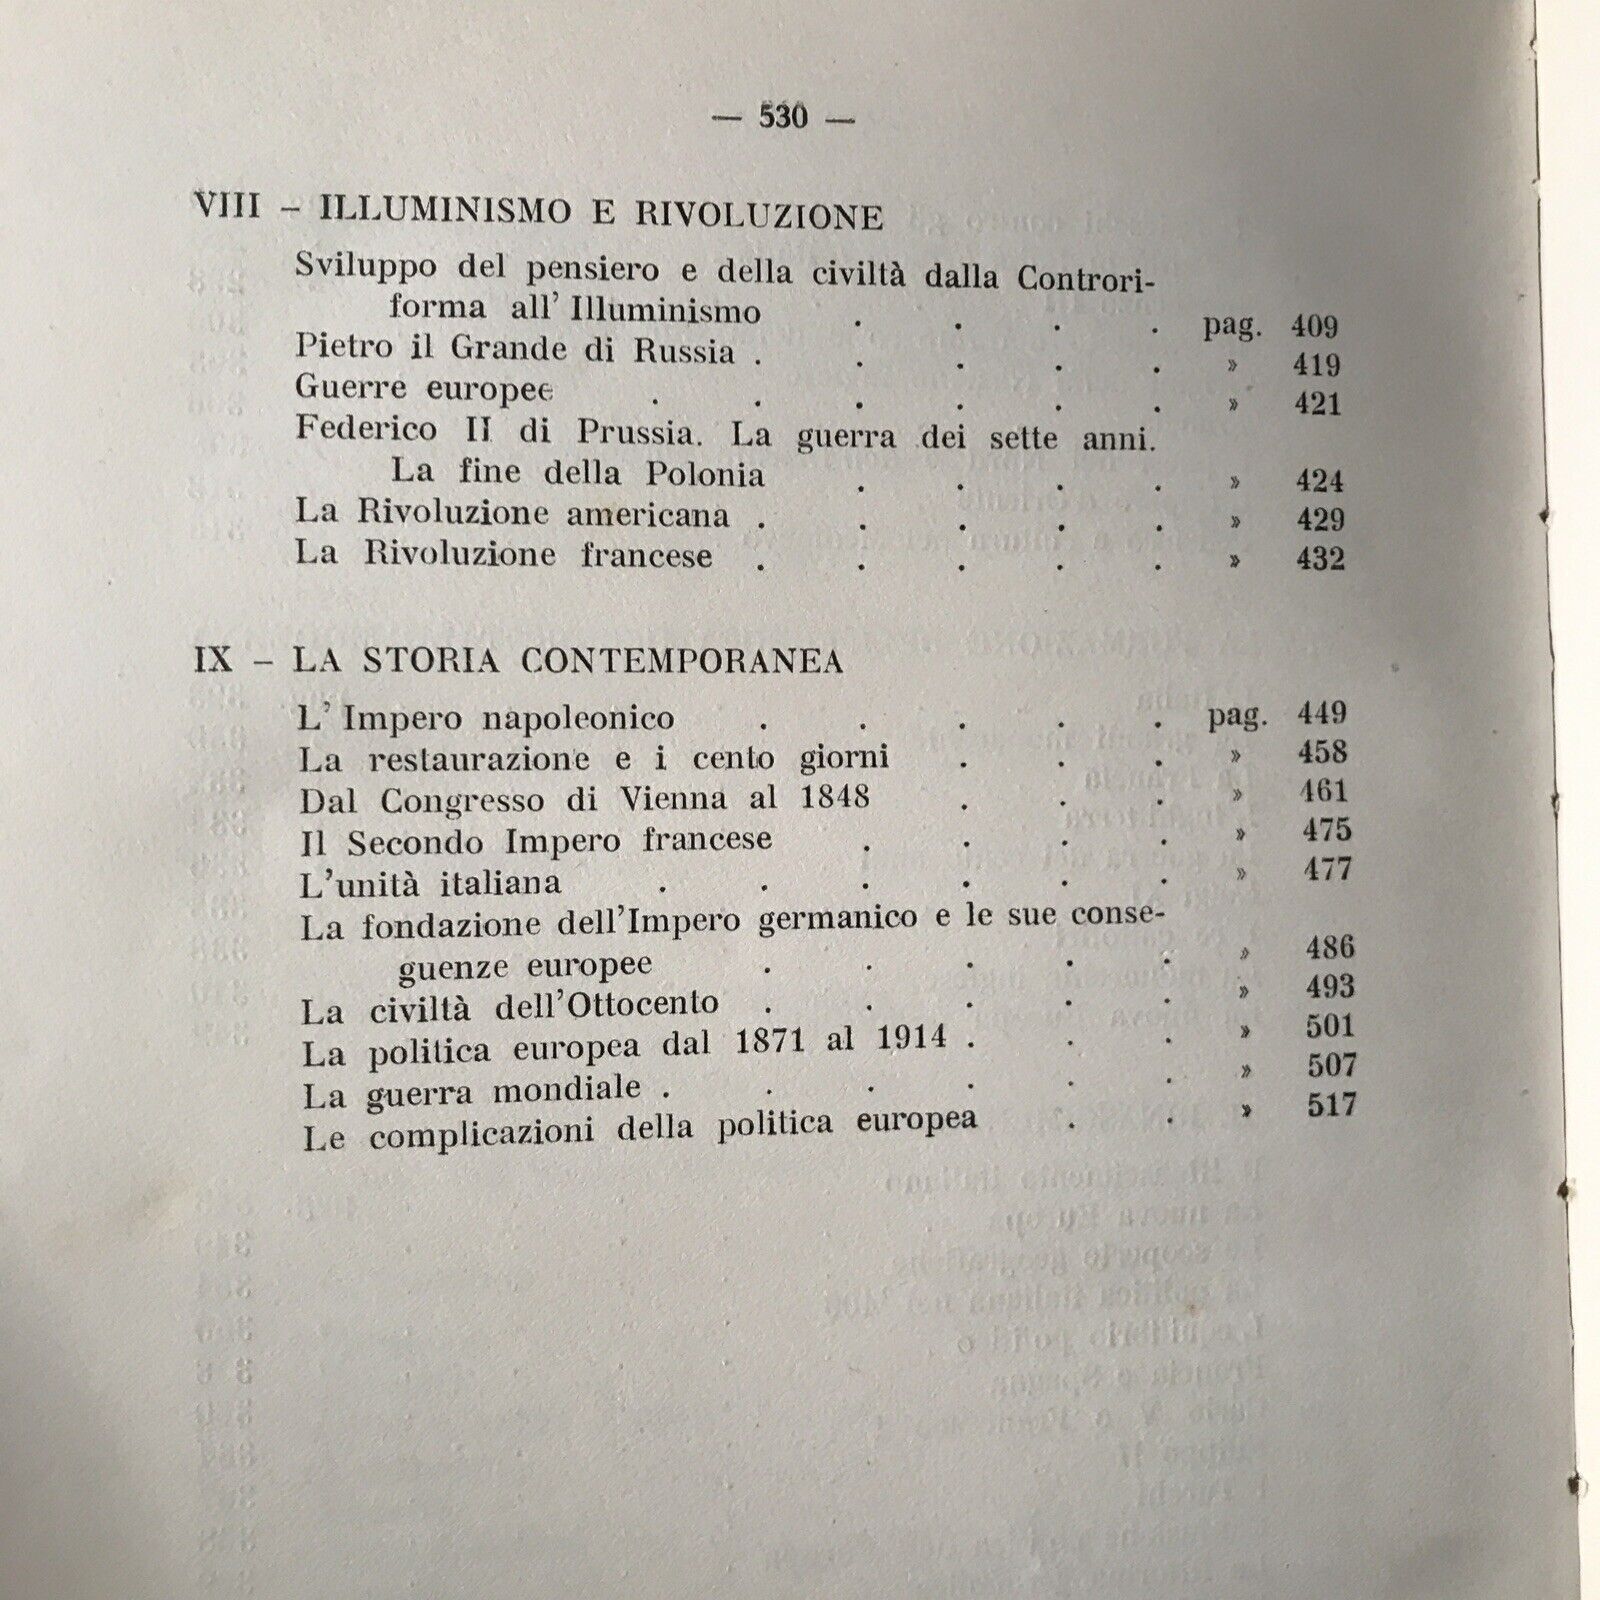 — 530 —
VIII – ILLUMINISMO E RIVOLUZIONE
Sviluppo del pensiero e della civiltà dalla Controri-
forma all' Illuminismo . . . . pag. 409
Pietro il Grande di Russia . . . . . » 419
Guerre europee . . . . . . » 421
Federico II di Prussia. La guerra dei sette anni.
La fine della Polonia . . . . » 424
La Rivoluzione americana . . . . . » 429
La Rivoluzione francese . . . . . » 432
IX – LA STORIA CONTEMPORANEA
L' Impero napoleonico . . . . . pag. 449
La restaurazione e i cento giorni . . . » 458
Dal Congresso di Vienna al 1848 . . . » 461
Il Secondo Impero francese . . . . » 475
L'unità italiana . . . . . . » 477
La fondazione dell'Impero germanico e le sue conse-
guenze europee . . . . . » 486
La civiltà dell'Ottocento . . . . . » 493
La politica europea dal 1871 al 1914 . . . » 501
La guerra mondiale . . . . . . » 507
Le complicazioni della politica europea . . » 517